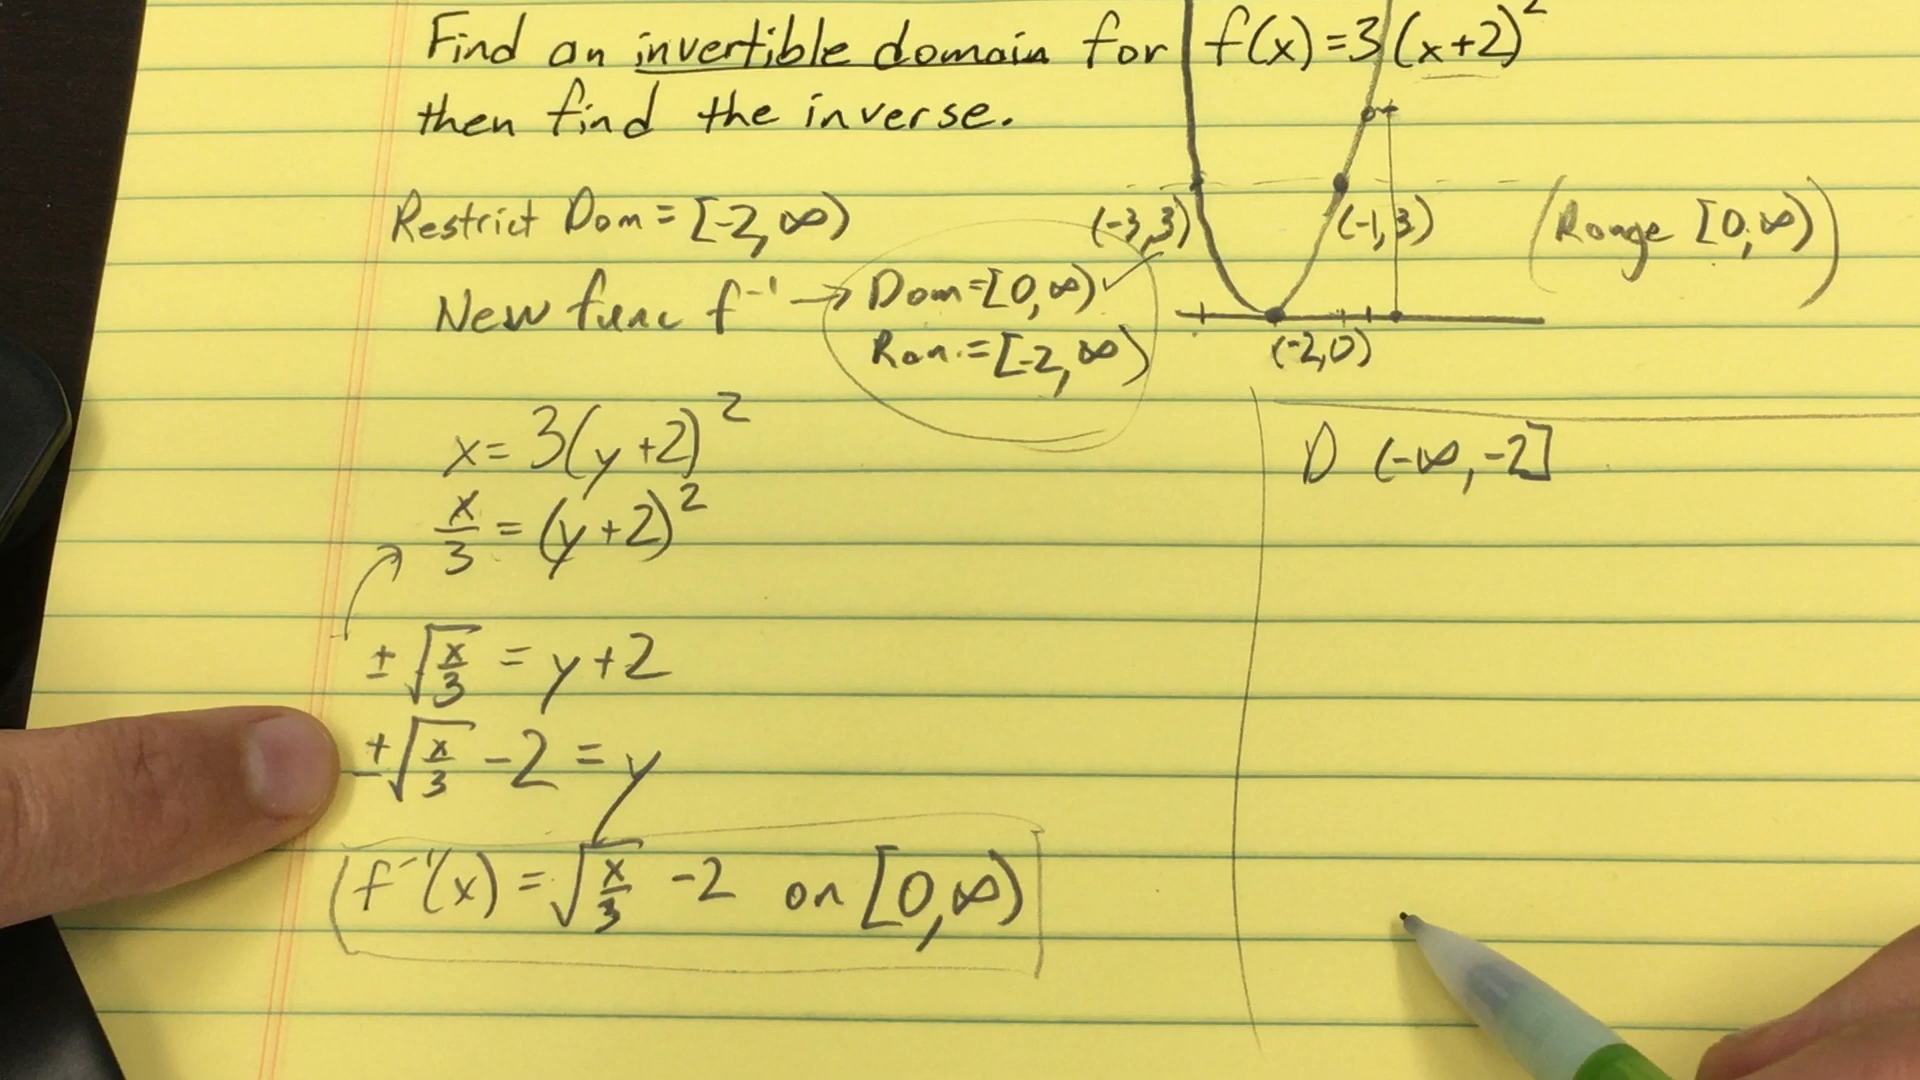 Find an invertible domain for f(x)=3(x+2)²
then find the inverse.
Restrict Dom = [-2, ∞)
(-3,3)
(-1,3)
(Range [0,∞))
New func f⁻¹ → Dom=[0,∞) ✓
Ran.=[-2, ∞)
(-2,0)
x= 3(y+2)²
D (-∞,-2]
x/3 = (y+2)²
±√(x/3) = y+2
±√(x/3) -2 = y
f⁻¹(x) = √(x/3) -2 on [0,∞)